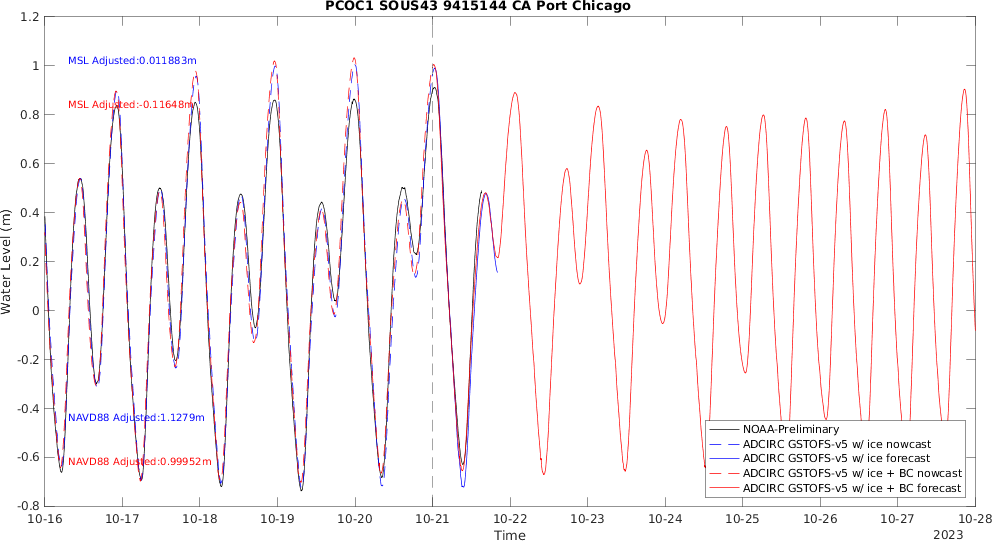 PCOC1 SOUS43 9415144 CA Port Chicago
1.2
1
0.8
0.6
0.4
0.2
0
-0.2
-0.4
-0.6
-0.8
Water Level (m)
MSL Adjusted:0.011883m
MSL Adjusted:-0.11648m
NAVD88 Adjusted:1.1279m
NAVD88 Adjusted:0.99952m
NOAA-Preliminary
ADCIRC GSTOFS-v5 w/ ice nowcast
ADCIRC GSTOFS-v5 w/ ice forecast
ADCIRC GSTOFS-v5 w/ ice + BC nowcast
ADCIRC GSTOFS-v5 w/ ice + BC forecast
10-16 10-17 10-18 10-19 10-20 10-21 10-22 10-23 10-24 10-25 10-26 10-27 10-28
Time
2023